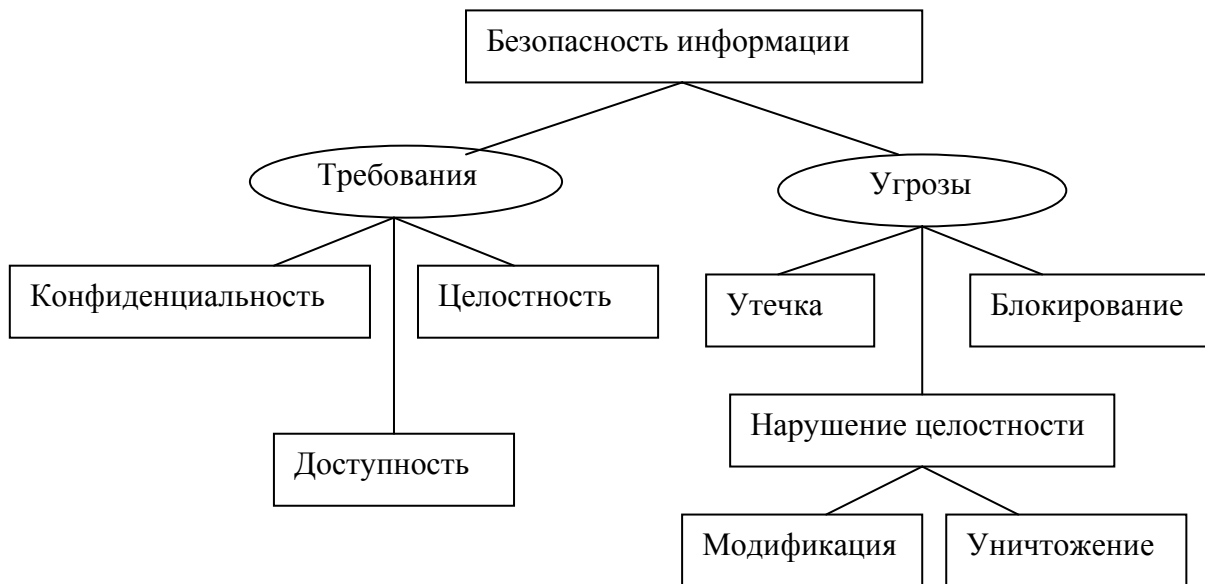 Безопасность информации
Требования
Угрозы
Конфиденциальность
Целостность
Утечка
Блокирование
Доступность
Нарушение целостности
Модификация
Уничтожение